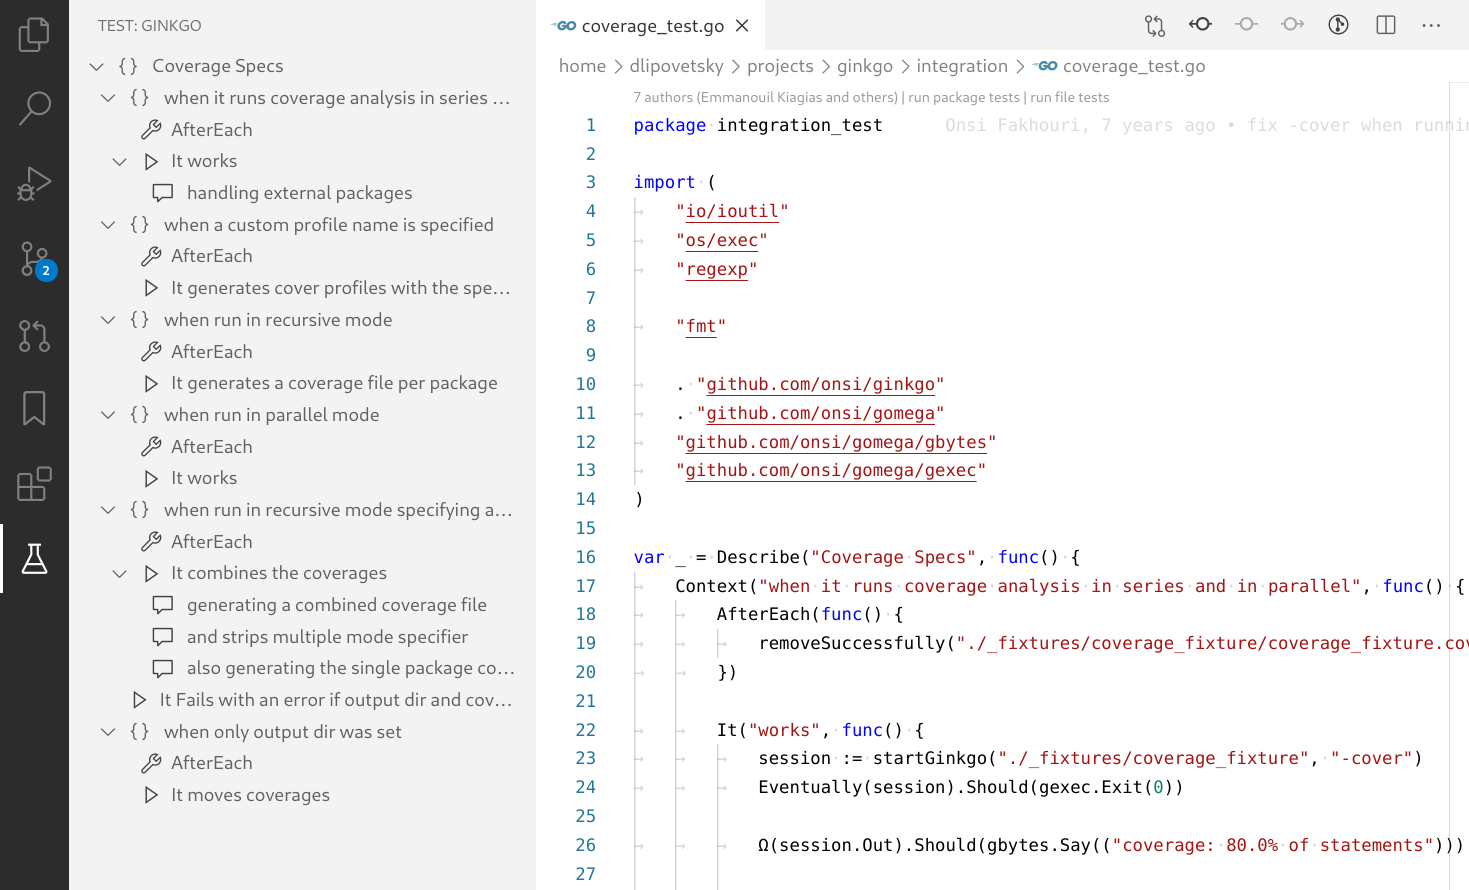 TEST: GINKGO
{} Coverage Specs
{} when it runs coverage analysis in series ...
AfterEach
It works
handling external packages
{} when a custom profile name is specified
AfterEach
It generates cover profiles with the spe...
{} when run in recursive mode
AfterEach
It generates a coverage file per package
{} when run in parallel mode
AfterEach
It works
{} when run in recursive mode specifying a...
AfterEach
It combines the coverages
generating a combined coverage file
and strips multiple mode specifier
also generating the single package co...
It Fails with an error if output dir and cov...
{} when only output dir was set
AfterEach
It moves coverages
2
GO coverage_test.go
home > dlipovetsky > projects > ginkgo > integration > GO coverage_test.go
7 authors (Emmanouil Kiagias and others) | run package tests | run file tests
1 package integration_test Onsi Fakhouri, 7 years ago • fix -cover when runnin
2
3 import (
4 "io/ioutil"
5 "os/exec"
6 "regexp"
7
8 "fmt"
9
10 . "github.com/onsi/ginkgo"
11 . "github.com/onsi/gomega"
12 "github.com/onsi/gomega/gbytes"
13 "github.com/onsi/gomega/gexec"
14 )
15
16 var _ = Describe("Coverage Specs", func() {
17 Context("when it runs coverage analysis in series and in parallel", func() {
18 AfterEach(func() {
19 removeSuccessfully("./_fixtures/coverage_fixture/coverage_fixture.cov
20 })
21
22 It("works", func() {
23 session := startGinkgo("./_fixtures/coverage_fixture", "-cover")
24 Eventually(session).Should(gexec.Exit(0))
25
26 Ω(session.Out).Should(gbytes.Say(("coverage: 80.0% of statements")))
27